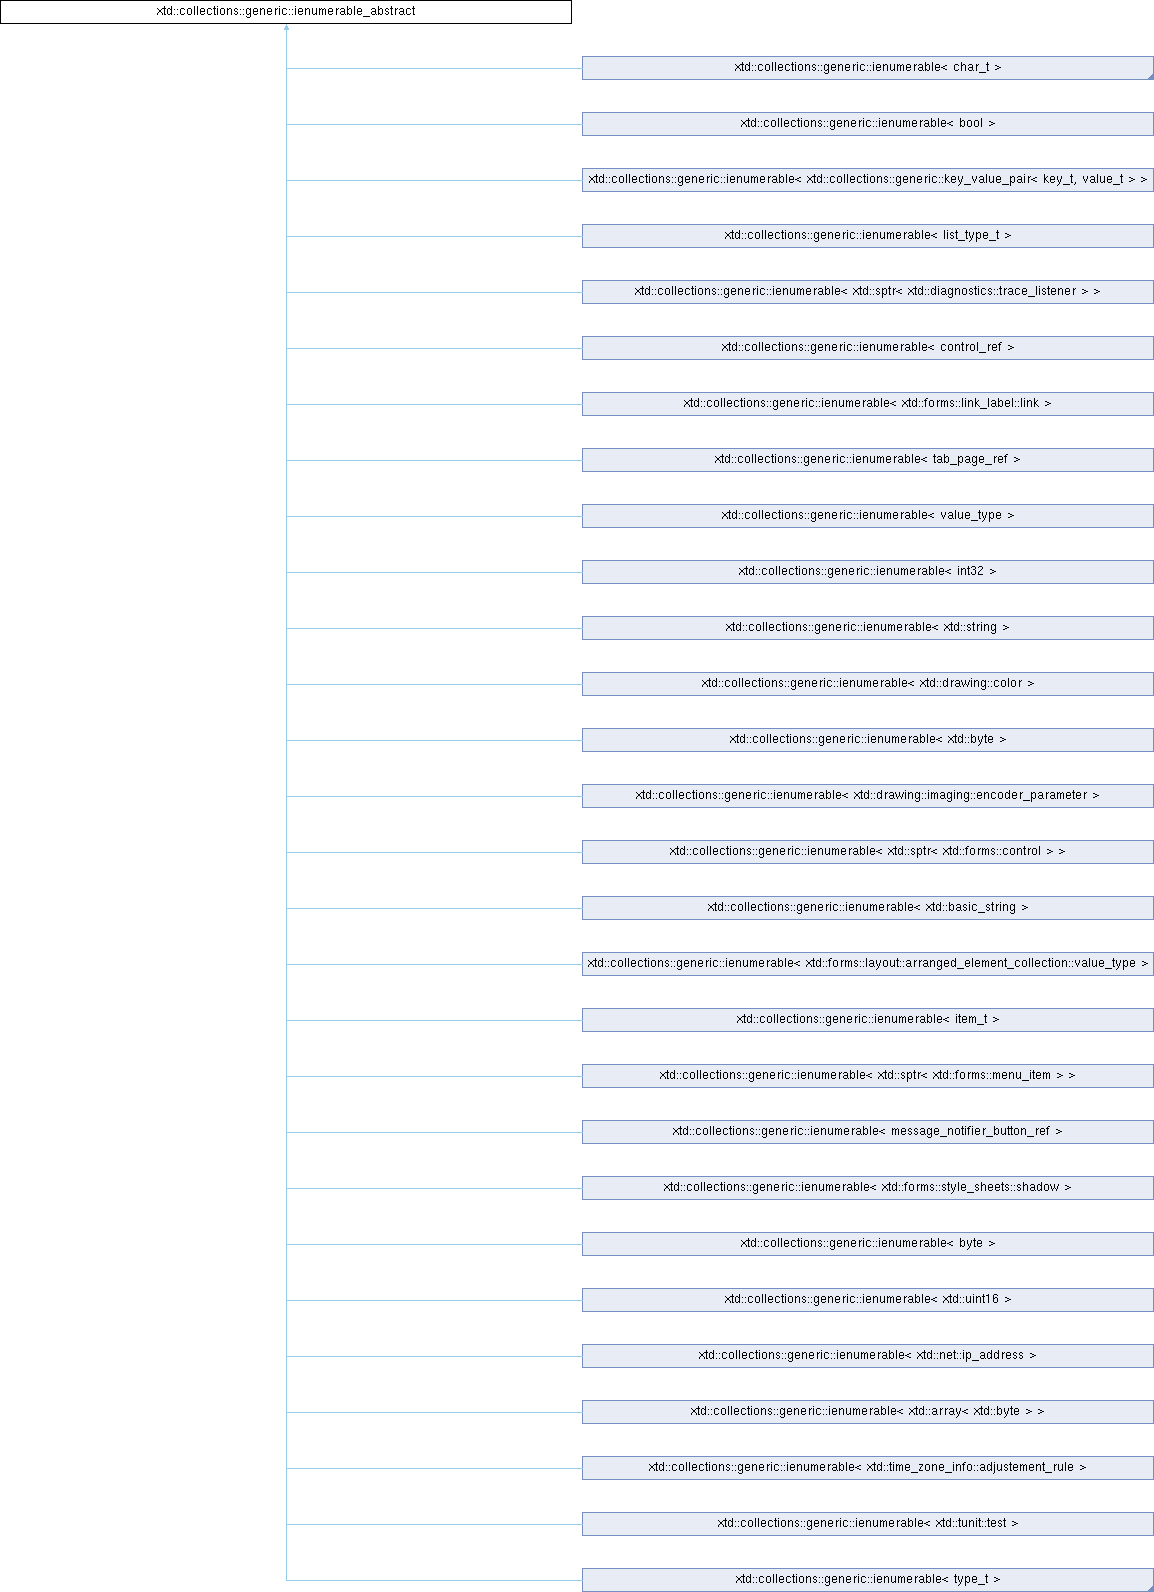 xtd::collections::generic::ienumerable_abstract
xtd::collections::generic::ienumerable< char_t >
xtd::collections::generic::ienumerable< bool >
xtd::collections::generic::ienumerable< xtd::collections::generic::key_value_pair< key_t, value_t > >
xtd::collections::generic::ienumerable< list_type_t >
xtd::collections::generic::ienumerable< xtd::sptr< xtd::diagnostics::trace_listener > >
xtd::collections::generic::ienumerable< control_ref >
xtd::collections::generic::ienumerable< xtd::forms::link_label::link >
xtd::collections::generic::ienumerable< tab_page_ref >
xtd::collections::generic::ienumerable< value_type >
xtd::collections::generic::ienumerable< int32 >
xtd::collections::generic::ienumerable< xtd::string >
xtd::collections::generic::ienumerable< xtd::drawing::color >
xtd::collections::generic::ienumerable< xtd::byte >
xtd::collections::generic::ienumerable< xtd::drawing::imaging::encoder_parameter >
xtd::collections::generic::ienumerable< xtd::sptr< xtd::forms::control > >
xtd::collections::generic::ienumerable< xtd::basic_string >
xtd::collections::generic::ienumerable< xtd::forms::layout::arranged_element_collection::value_type >
xtd::collections::generic::ienumerable< item_t >
xtd::collections::generic::ienumerable< xtd::sptr< xtd::forms::menu_item > >
xtd::collections::generic::ienumerable< message_notifier_button_ref >
xtd::collections::generic::ienumerable< xtd::forms::style_sheets::shadow >
xtd::collections::generic::ienumerable< byte >
xtd::collections::generic::ienumerable< xtd::uint16 >
xtd::collections::generic::ienumerable< xtd::net::ip_address >
xtd::collections::generic::ienumerable< xtd::array< xtd::byte > >
xtd::collections::generic::ienumerable< xtd::time_zone_info::adjustement_rule >
xtd::collections::generic::ienumerable< xtd::tunit::test >
xtd::collections::generic::ienumerable< type_t >